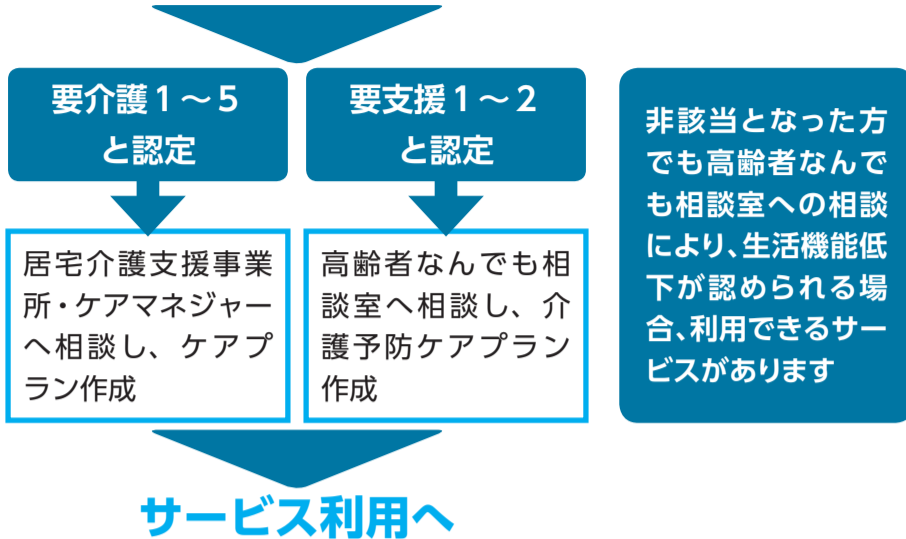 要介護1～5
と認定
居宅介護支援事業
所・ケアマネジャー
へ相談し、ケアプ
ラン作成
要支援1～2
と認定
高齢者なんでも相
談室へ相談し、介
護予防ケアプラン
作成
非該当となった方
でも高齢者なんで
も相談室への相談
により、生活機能低
下が認められる場
合、利用できるサー
ビスがあります
サービス利用へ